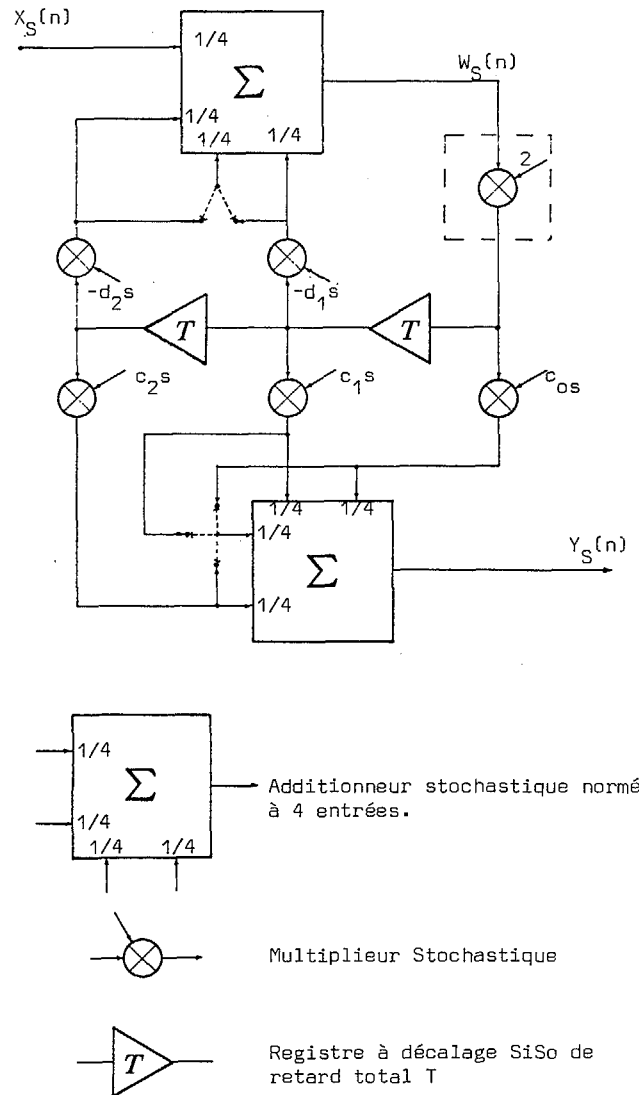 X_S(n)
1/4
Σ
W_S(n)
1/4
1/4
1/4
2
-d_2s
-d_1s
T
T
c_2s
c_1s
c_os
1/4
1/4
1/4
Σ
Y_S(n)
1/4
1/4
Σ
Additionneur stochastique normé
à 4 entrées.
1/4
1/4
1/4
Multiplieur Stochastique
T
Registre à décalage SiSo de
retard total T